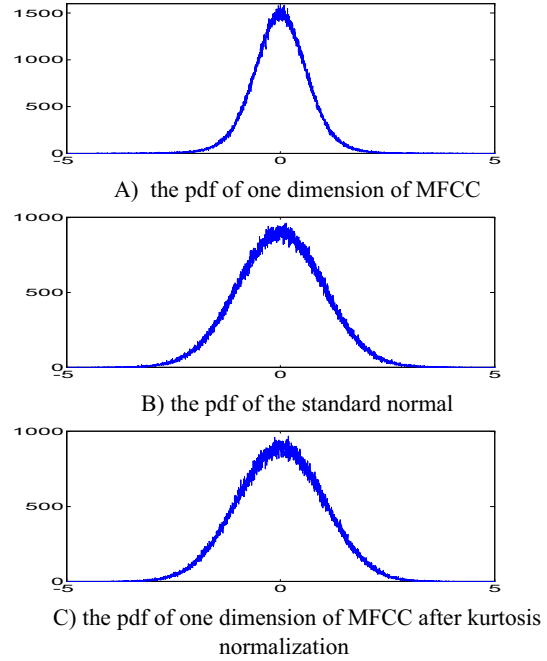 1500
1000
500
0
-5 0 5
A) the pdf of one dimension of MFCC
1000
500
0
-5 0 5
B) the pdf of the standard normal
1000
500
0
-5 0 5
C) the pdf of one dimension of MFCC after kurtosis
normalization